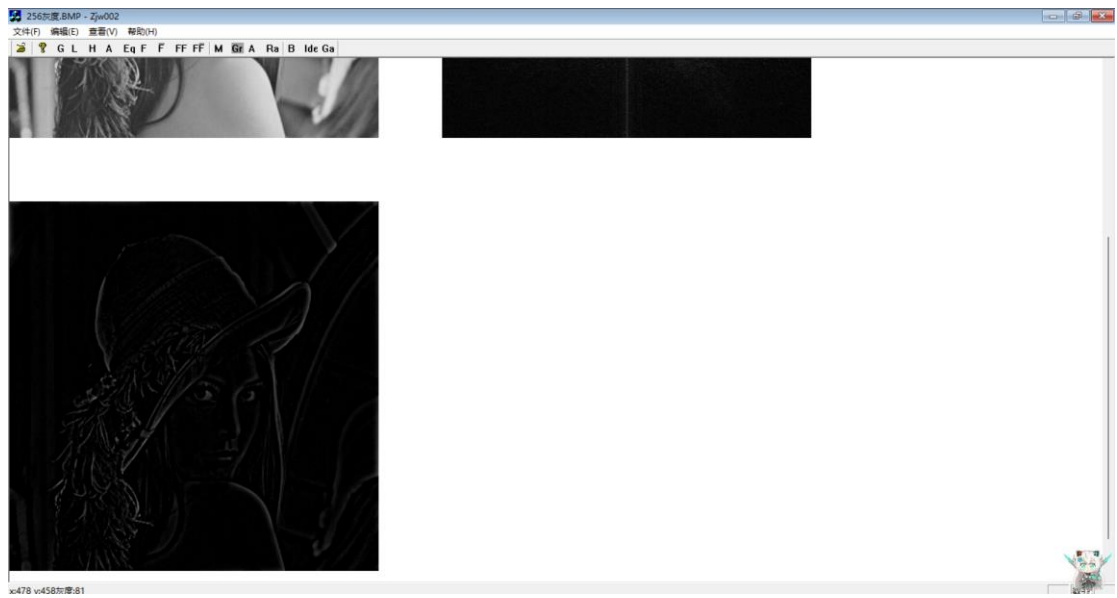 256灰度.BMP - Zjw002
文件(F) 编辑(E) 查看(V) 帮助(H)
G L H A Eq F F̅ FF FF̅ M Gr A Ra B Ide Ga
x:478 y:458灰度:81